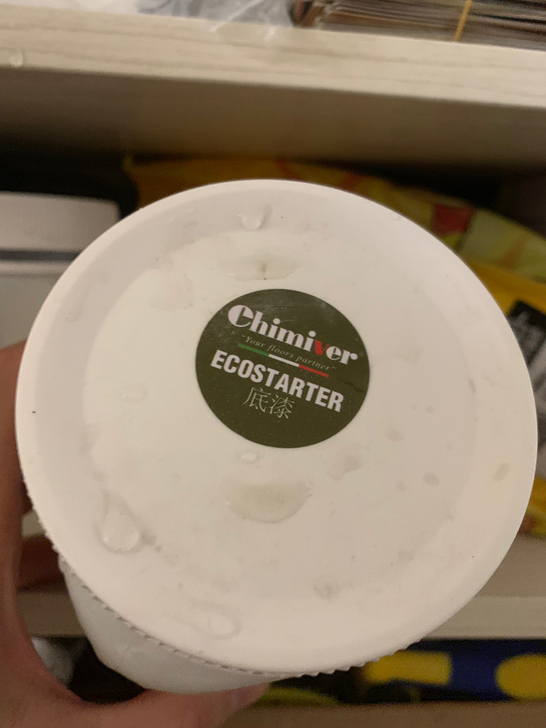 Chimiver
"Your floors partner"
ECOSTARTER
底漆